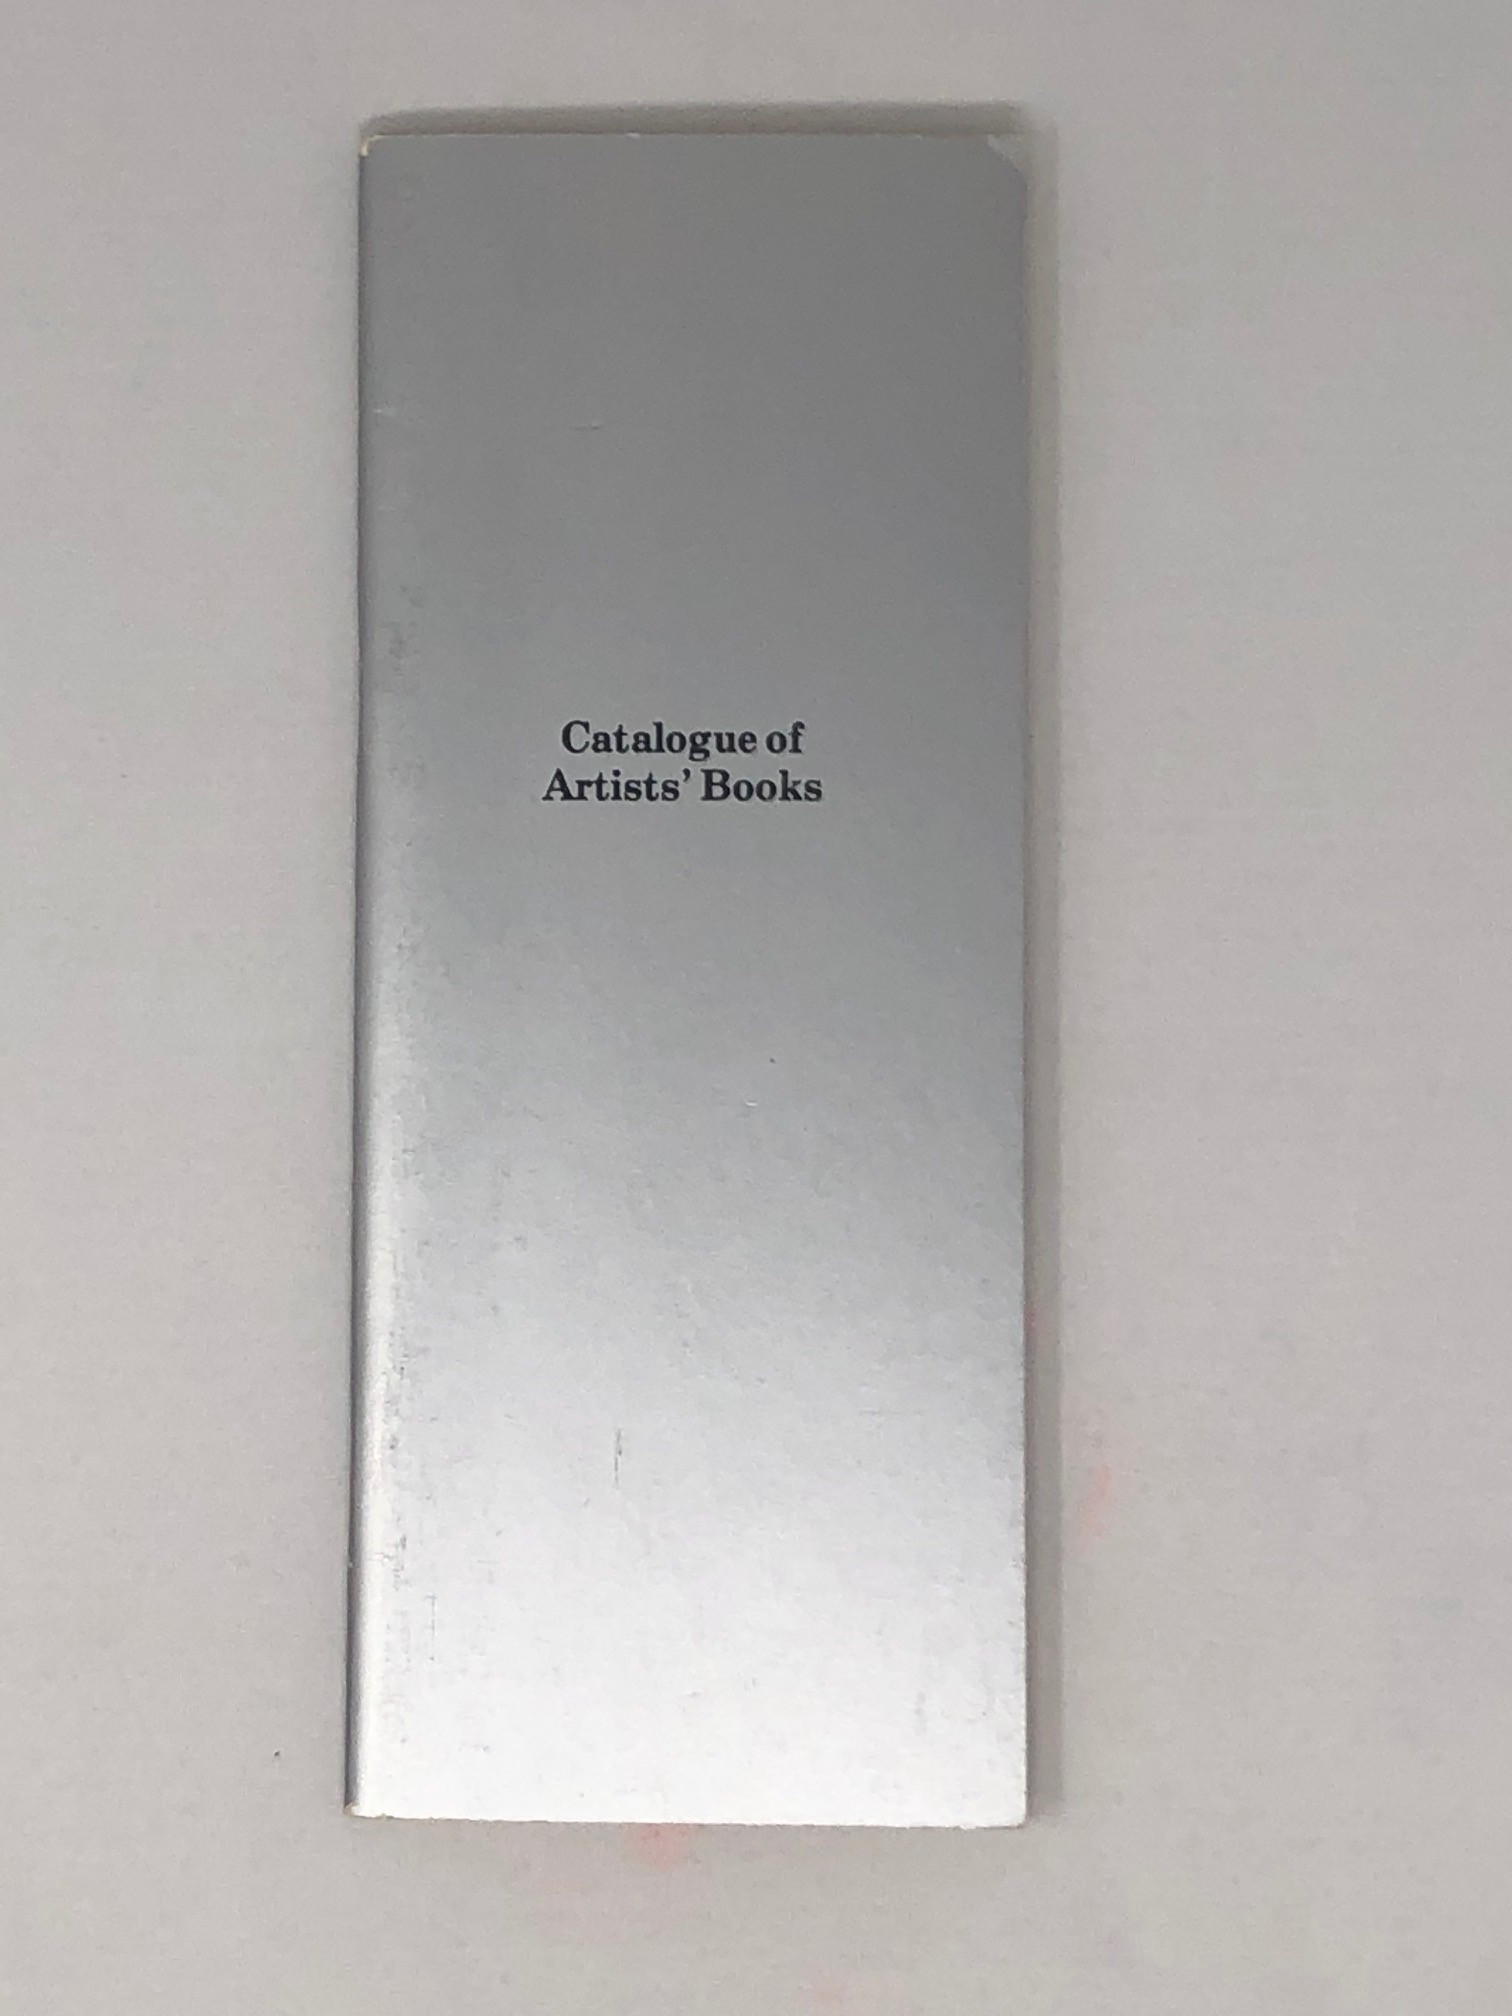 Catalogue of
Artists’ Books